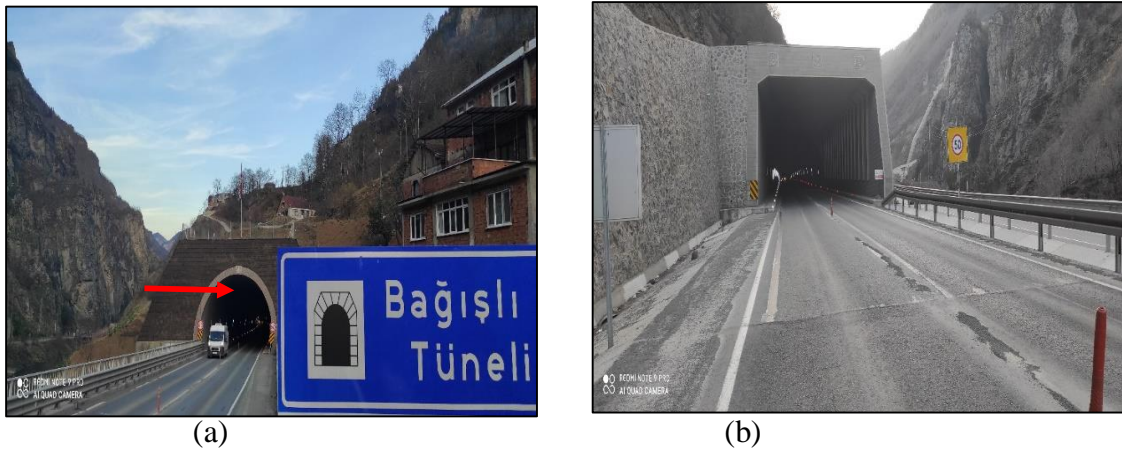 Bağışlı
Tüneli
REDMI NOTE 9 PRO
AI QUAD CAMERA
(a)
50
REDMI NOTE 9 PRO
AI QUAD CAMERA
(b)